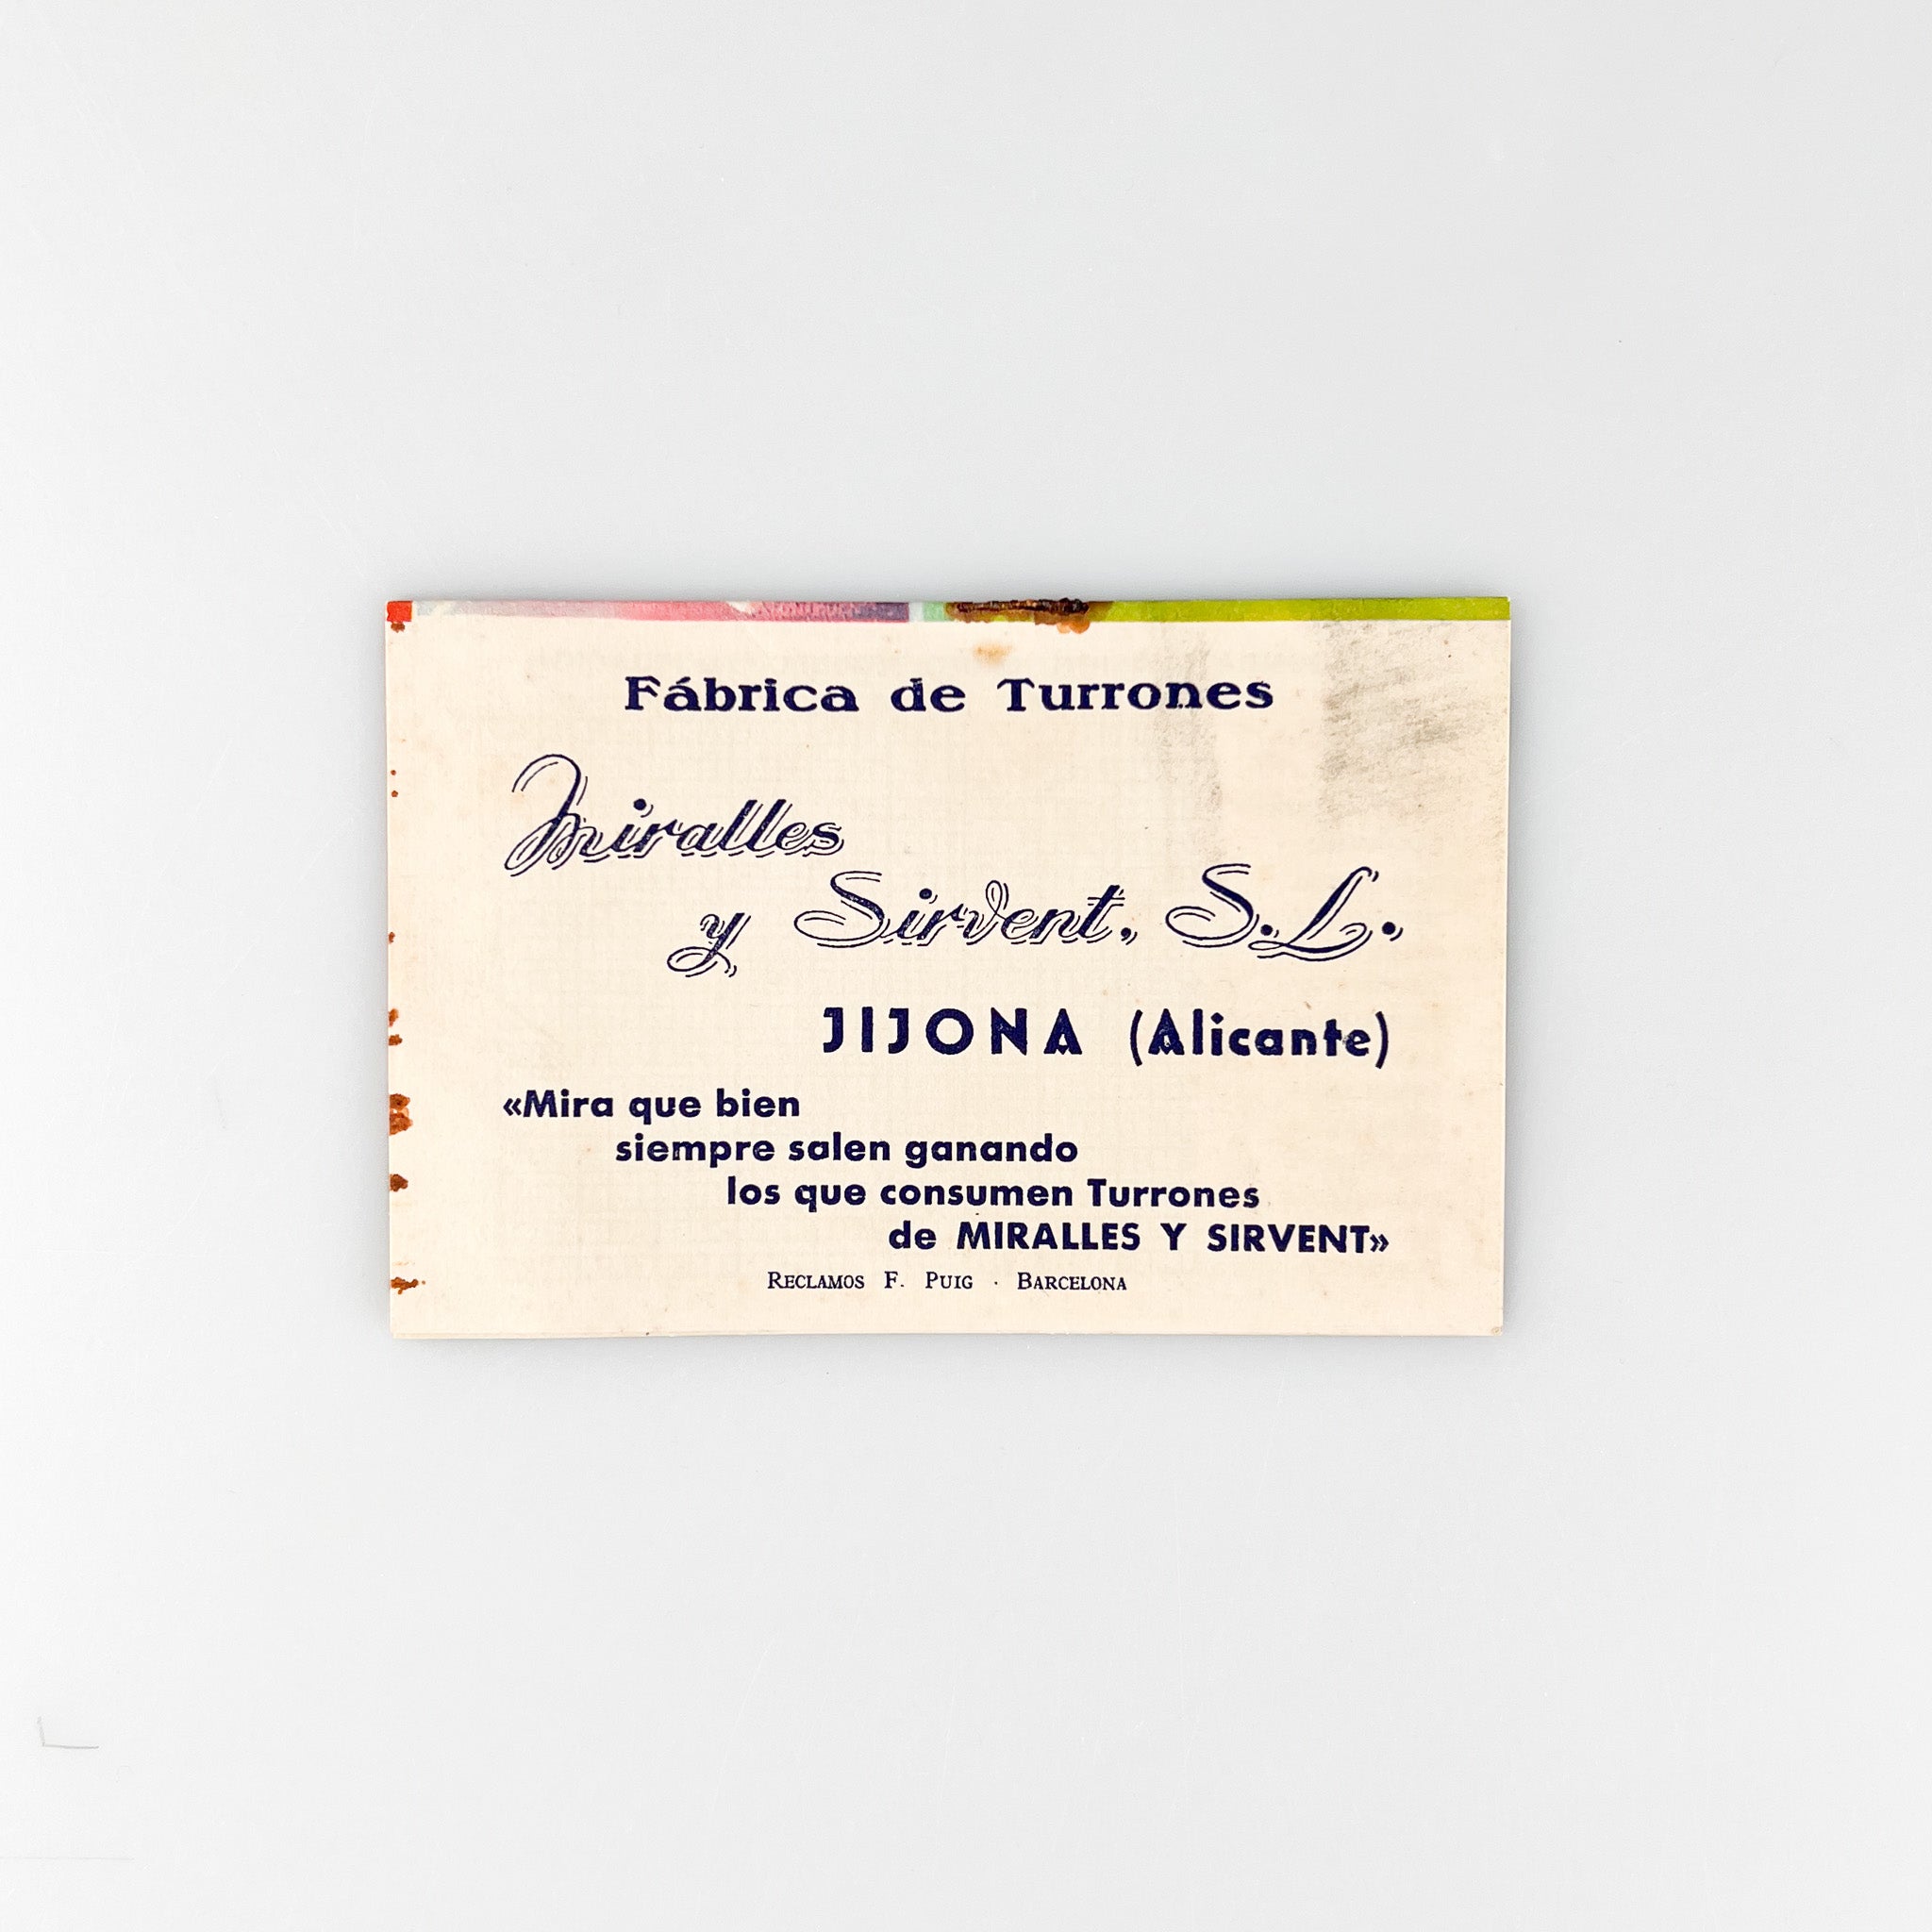 Fábrica de Turrones
Miralles
y Sirvent, S.L.
JIJONA (Alicante)
«Mira que bien
siempre salen ganando
los que consumen Turrones
de MIRALLES Y SIRVENT»
RECLAMOS F. PUIG · BARCELONA